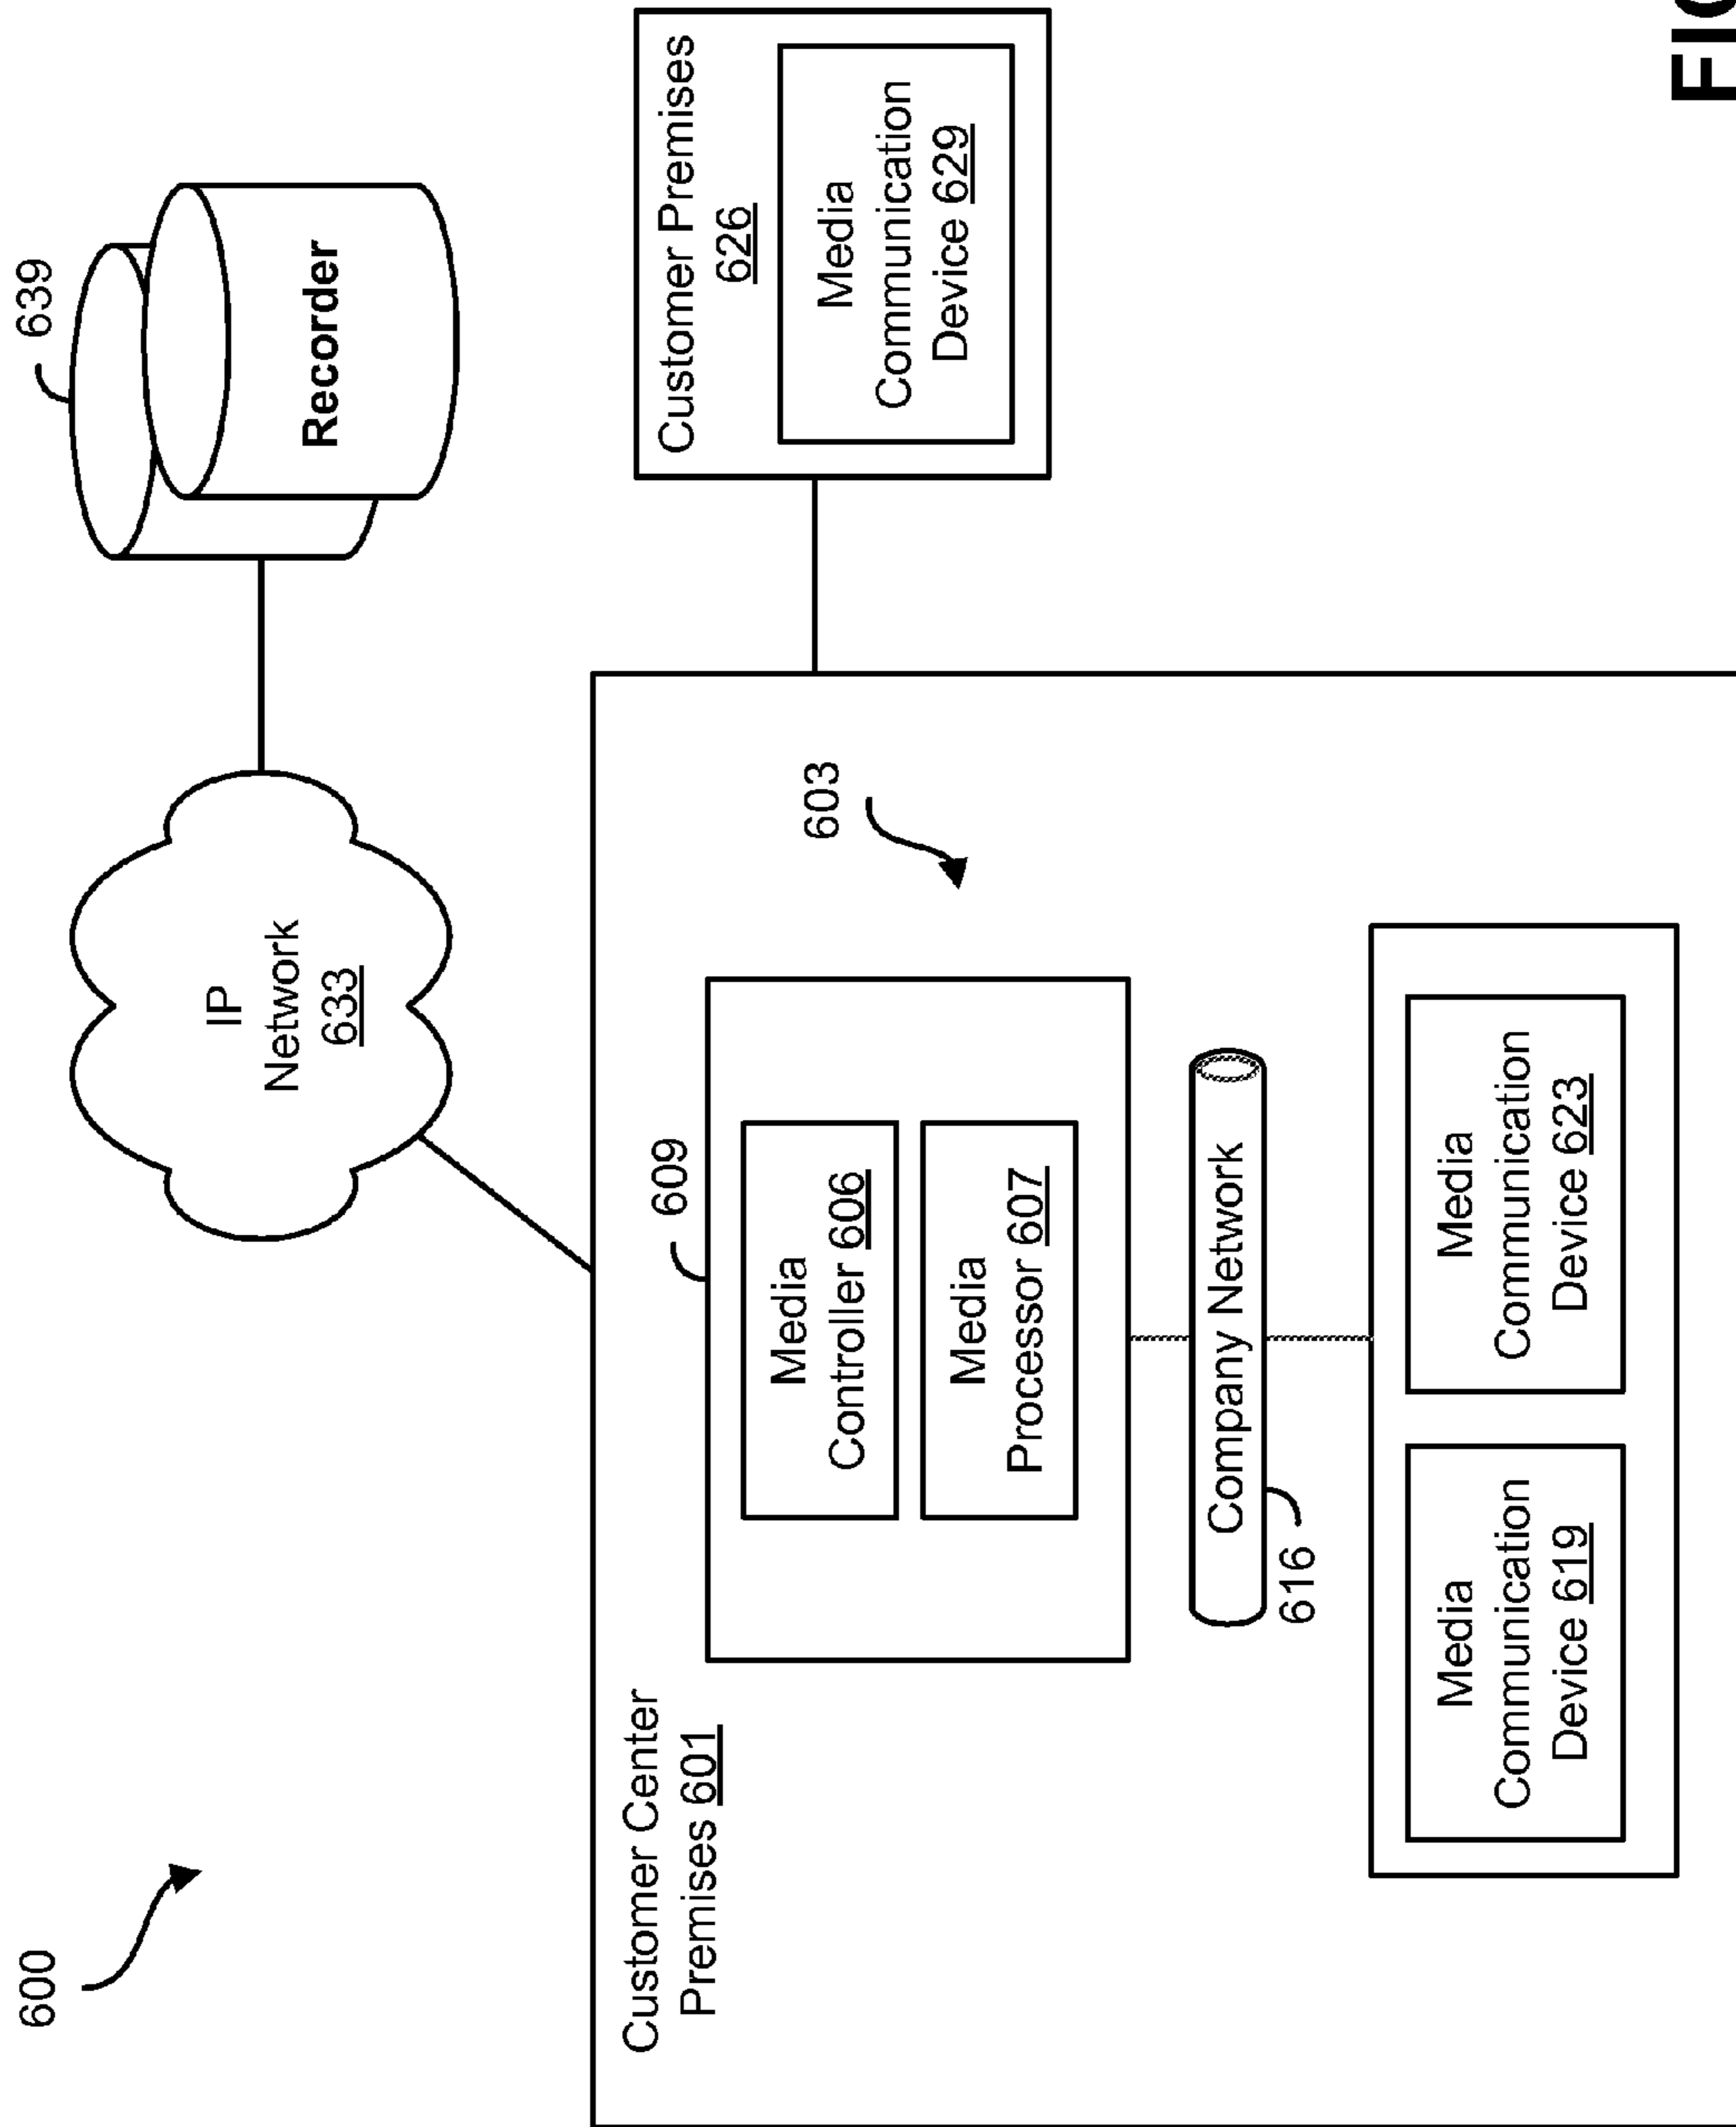 600
IP
Network
633
639
Recorder
Customer Center
Premises 601
609
Media
Controller 606
Media
Processor 607
603
Company Network
616
Media
Communication
Device 619
Media
Communication
Device 623
Customer Premises
626
Media
Communication
Device 629